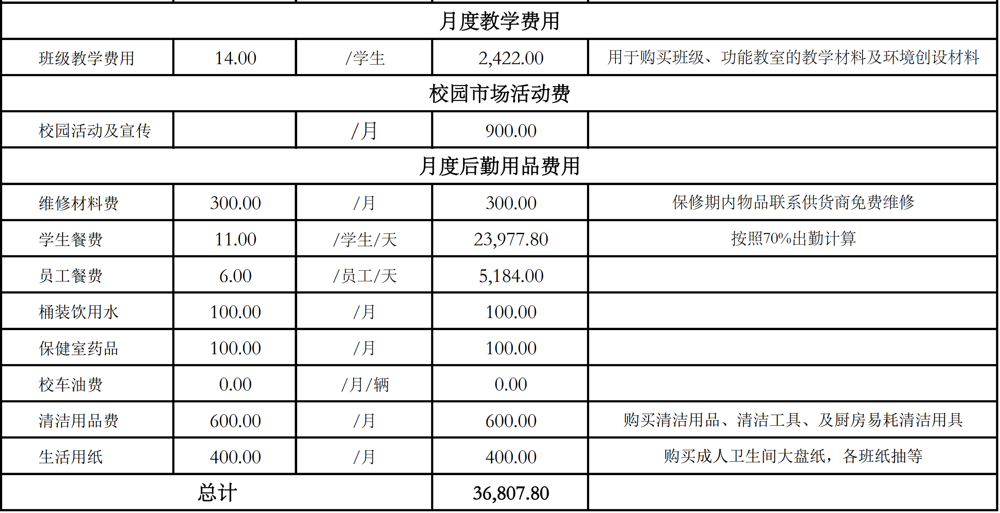 月度教学费用
班级教学费用 14.00 /学生 2,422.00 用于购买班级、功能教室的教学材料及环境创设材料
校园市场活动费
校园活动及宣传 /月 900.00
月度后勤用品费用
维修材料费 300.00 /月 300.00 保修期内物品联系供货商免费维修
学生餐费 11.00 /学生/天 23,977.80 按照70%出勤计算
员工餐费 6.00 /员工/天 5,184.00
桶装饮用水 100.00 /月 100.00
保健室药品 100.00 /月 100.00
校车油费 0.00 /月/辆 0.00
清洁用品费 600.00 /月 600.00 购买清洁用品、清洁工具、及厨房易耗清洁用具
生活用纸 400.00 /月 400.00 购买成人卫生间大盘纸，各班纸抽等
总计 36,807.80